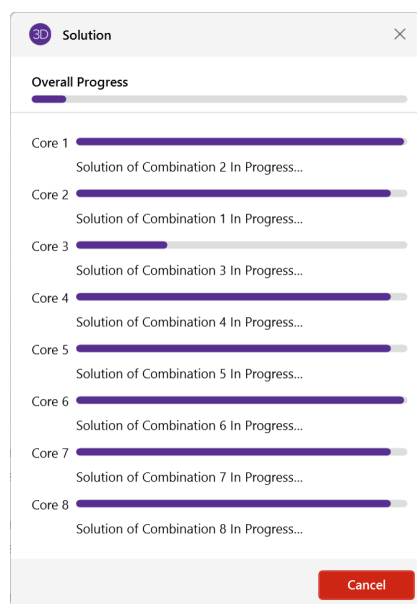 3D Solution
Overall Progress
Core 1
Solution of Combination 2 In Progress...
Core 2
Solution of Combination 1 In Progress...
Core 3
Solution of Combination 3 In Progress...
Core 4
Solution of Combination 4 In Progress...
Core 5
Solution of Combination 5 In Progress...
Core 6
Solution of Combination 6 In Progress...
Core 7
Solution of Combination 7 In Progress...
Core 8
Solution of Combination 8 In Progress...
Cancel